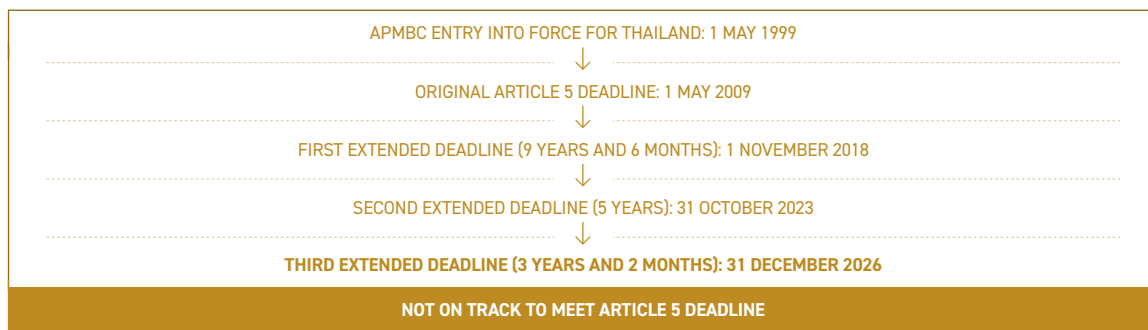 APMBC ENTRY INTO FORCE FOR THAILAND: 1 MAY 1999
ORIGINAL ARTICLE 5 DEADLINE: 1 MAY 2009
FIRST EXTENDED DEADLINE (9 YEARS AND 6 MONTHS): 1 NOVEMBER 2018
SECOND EXTENDED DEADLINE (5 YEARS): 31 OCTOBER 2023
THIRD EXTENDED DEADLINE (3 YEARS AND 2 MONTHS): 31 DECEMBER 2026
NOT ON TRACK TO MEET ARTICLE 5 DEADLINE